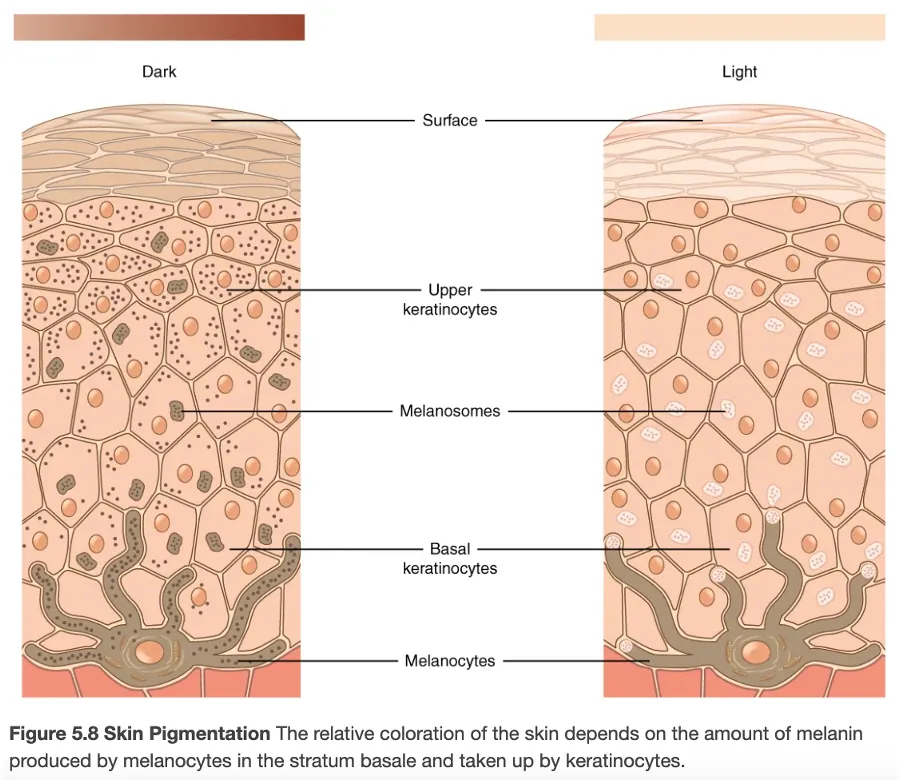 Dark
Light
Surface
Upper
keratinocytes
Melanosomes
Basal
keratinocytes
Melanocytes
Figure 5.8 Skin Pigmentation The relative coloration of the skin depends on the amount of melanin
produced by melanocytes in the stratum basale and taken up by keratinocytes.